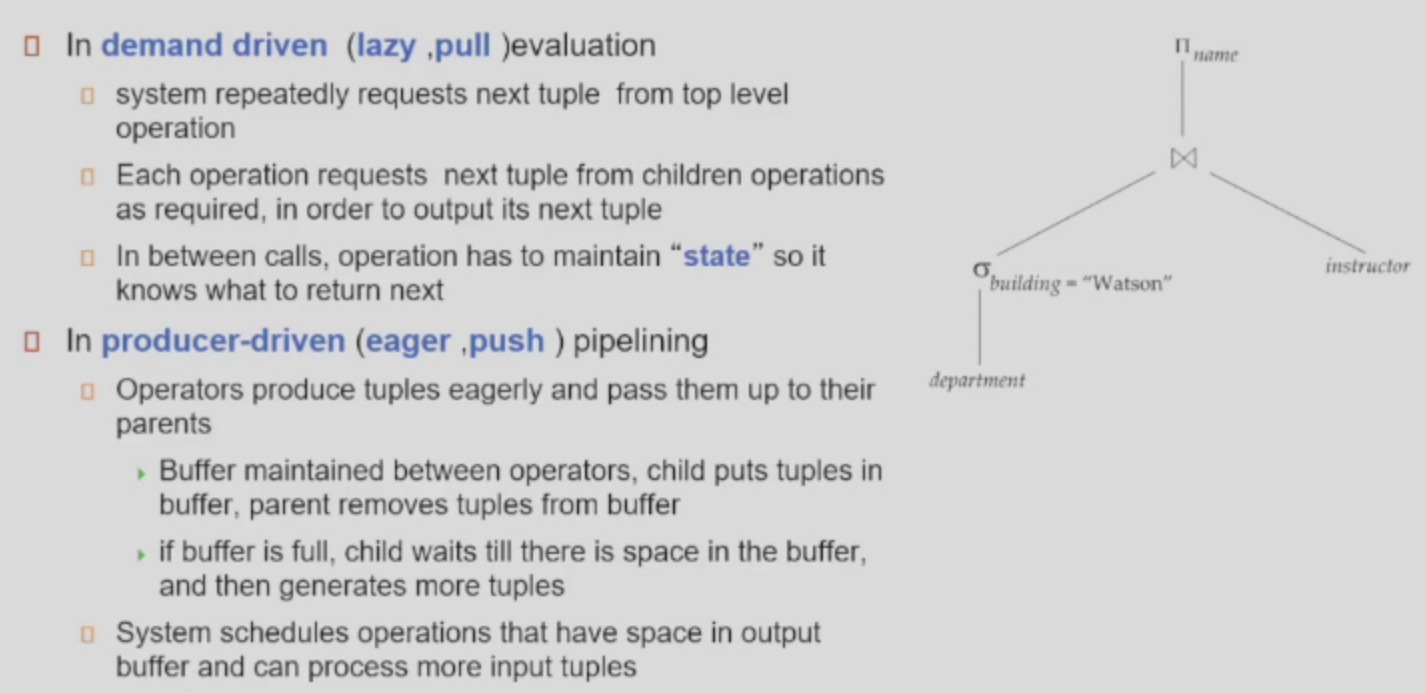 In demand driven (lazy ,pull )evaluation
system repeatedly requests next tuple from top level
operation
Each operation requests next tuple from children operations
as required, in order to output its next tuple
In between calls, operation has to maintain “state” so it
knows what to return next
In producer-driven (eager ,push ) pipelining
Operators produce tuples eagerly and pass them up to their
parents
Buffer maintained between operators, child puts tuples in
buffer, parent removes tuples from buffer
if buffer is full, child waits till there is space in the buffer,
and then generates more tuples
System schedules operations that have space in output
buffer and can process more input tuples
Π name
⋈
σ building = “Watson”
instructor
department